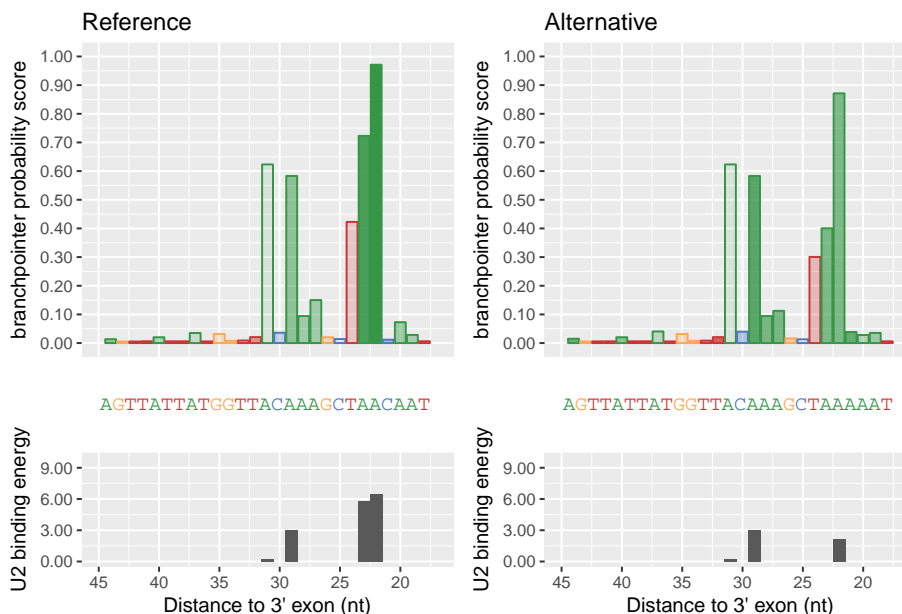 Reference
branchpointer probability score
1.00
0.90
0.80
0.70
0.60
0.50
0.40
0.30
0.20
0.10
0.00
AGTTATTATGGTTACAAAGCTAACAAT
U2 binding energy
9.00
6.00
3.00
0.00
45 40 35 30 25 20
Distance to 3' exon (nt)
Alternative
branchpointer probability score
1.00
0.90
0.80
0.70
0.60
0.50
0.40
0.30
0.20
0.10
0.00
AGTTATTATGGTTACAAAGCTAAAAAT
U2 binding energy
9.00
6.00
3.00
0.00
45 40 35 30 25 20
Distance to 3' exon (nt)